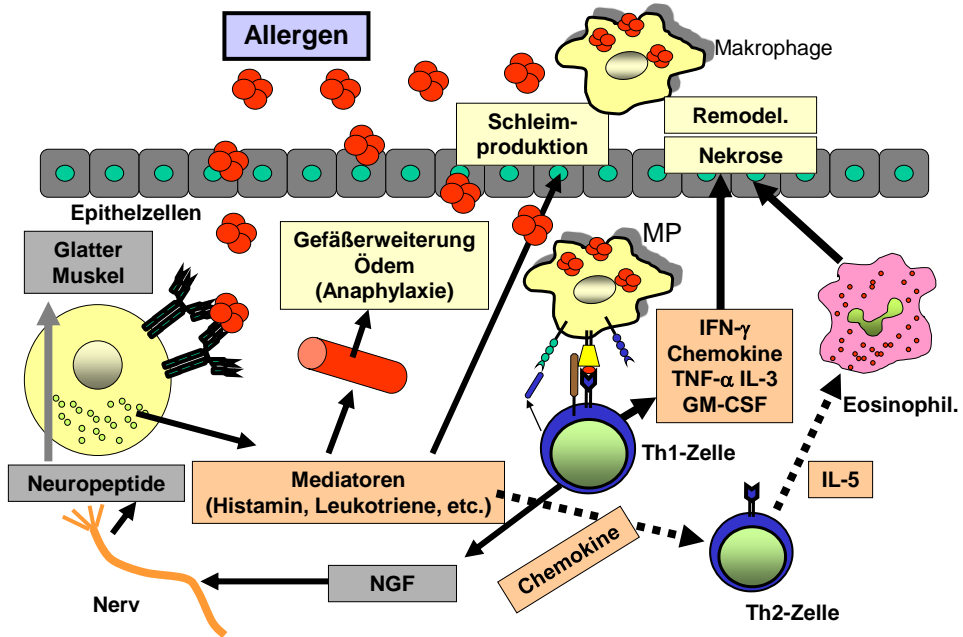 Allergen
Makrophage
Schleim-
produktion
Remodel.
Nekrose
Epithelzellen
Glatter
Muskel
Gefäßerweiterung
Ödem
(Anaphylaxie)
MP
IFN-γ
Chemokine
TNF-α IL-3
GM-CSF
Eosinophil.
Th1-Zelle
Neuropeptide
Mediatoren
(Histamin, Leukotriene, etc.)
IL-5
Chemokine
NGF
Nerv
Th2-Zelle